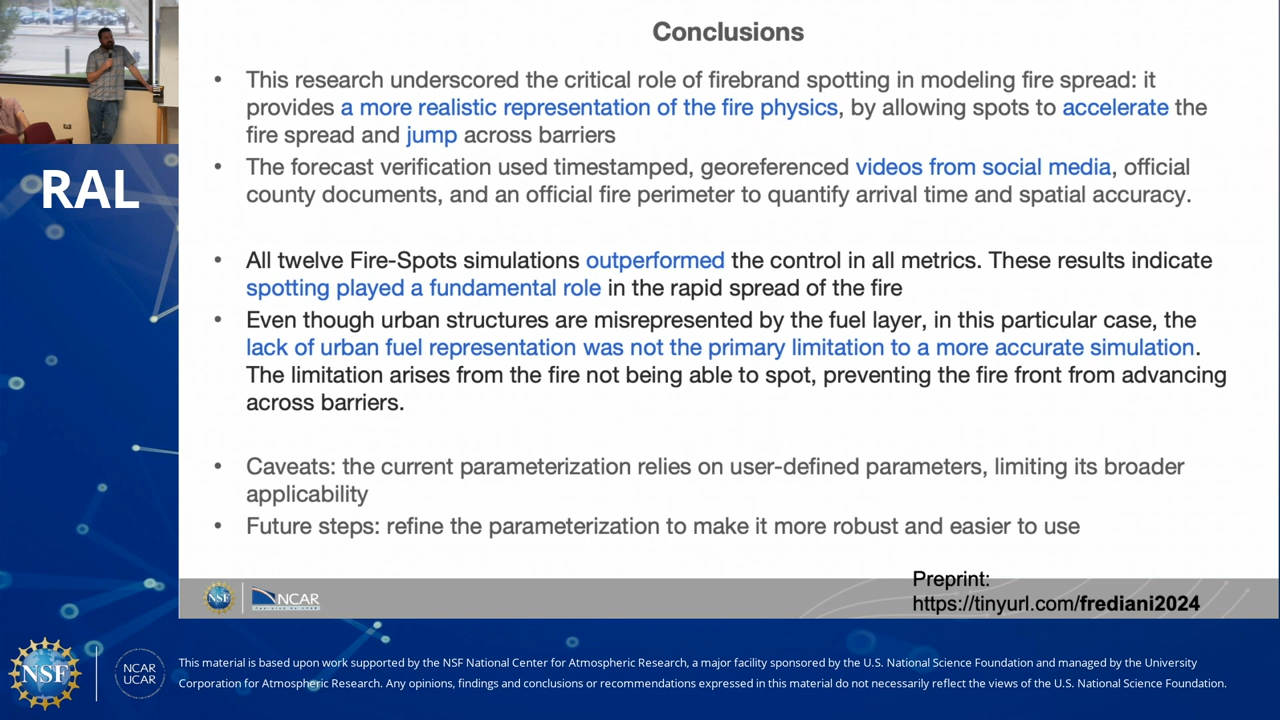 Conclusions
• This research underscored the critical role of firebrand spotting in modeling fire spread: it
provides a more realistic representation of the fire physics, by allowing spots to accelerate the
fire spread and jump across barriers
• The forecast verification used timestamped, georeferenced videos from social media, official
county documents, and an official fire perimeter to quantify arrival time and spatial accuracy.
RAL
• All twelve Fire-Spots simulations outperformed the control in all metrics. These results indicate
spotting played a fundamental role in the rapid spread of the fire
• Even though urban structures are misrepresented by the fuel layer, in this particular case, the
lack of urban fuel representation was not the primary limitation to a more accurate simulation.
The limitation arises from the fire not being able to spot, preventing the fire front from advancing
across barriers.
• Caveats: the current parameterization relies on user-defined parameters, limiting its broader
applicability
• Future steps: refine the parameterization to make it more robust and easier to use
NSF
NCAR
Preprint:
https://tinyurl.com/frediani2024
NSF
NCAR
UCAR
This material is based upon work supported by the NSF National Center for Atmospheric Research, a major facility sponsored by the U.S. National Science Foundation and managed by the University
Corporation for Atmospheric Research. Any opinions, findings and conclusions or recommendations expressed in this material do not necessarily reflect the views of the U.S. National Science Foundation.